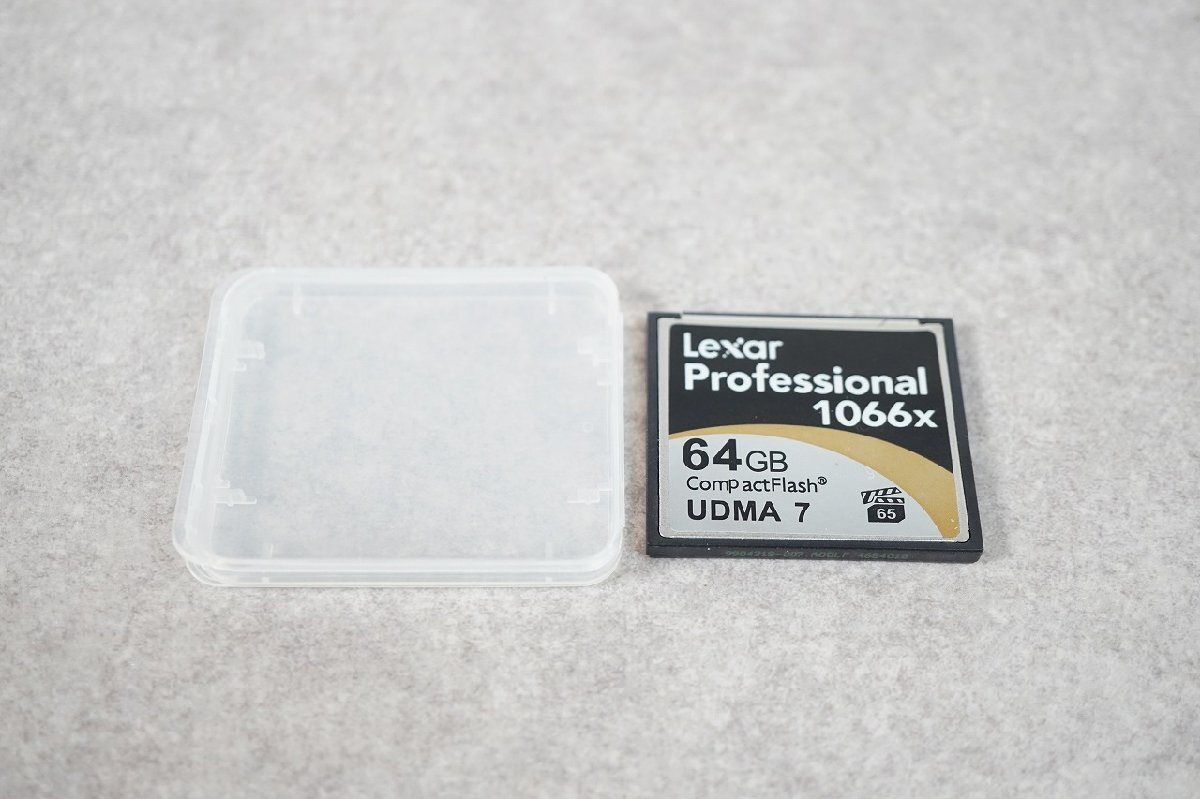 Lexar
Professional
1066x
64GB
CompactFlash®
UDMA 7
65